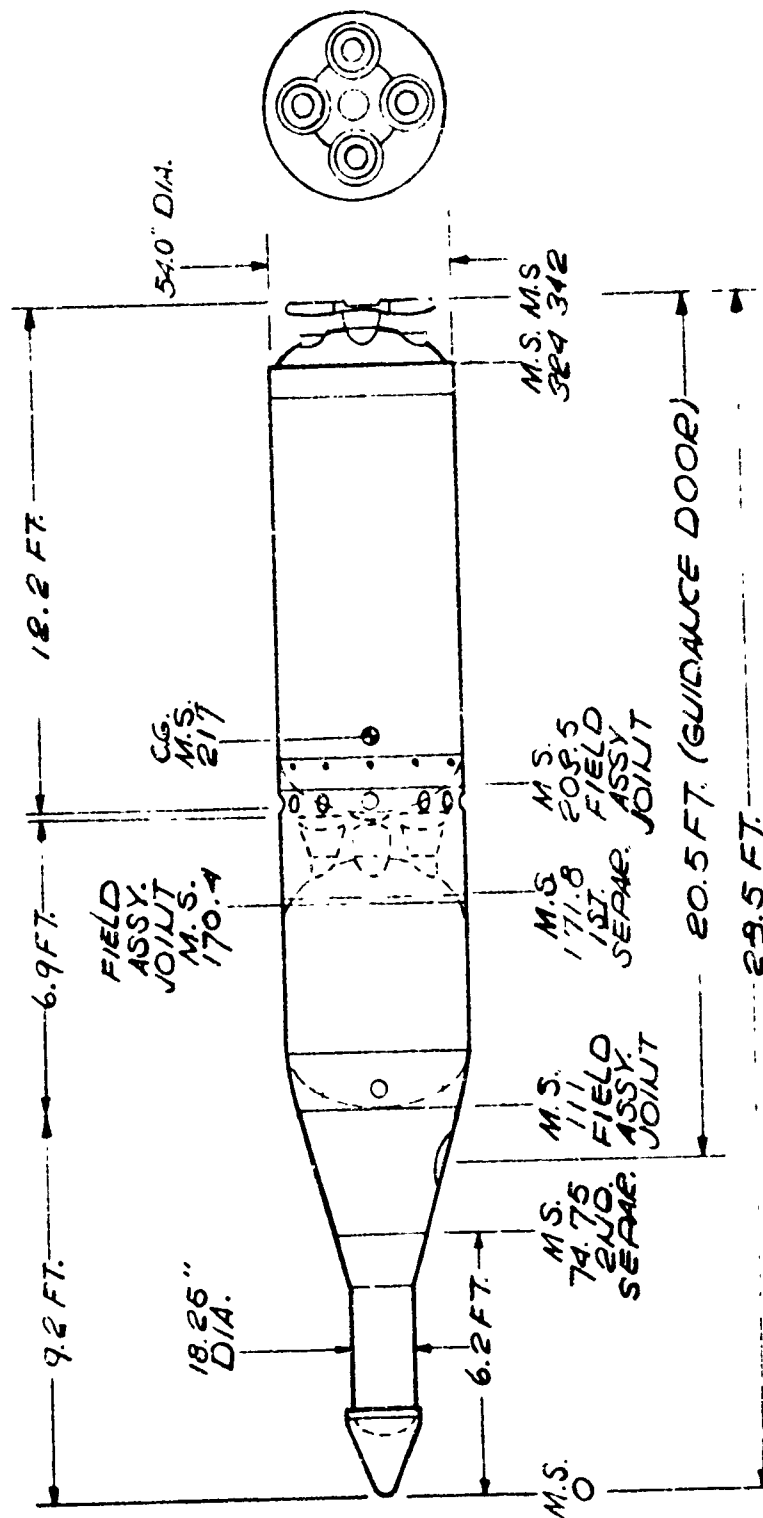 9.2 FT.
6.9 FT.
18.2 FT.
18.25"
DIA.
FIELD
ASSY.
JOINT
M.S.
170.4
C.G.
M.S.
217
54.0" DIA.
M.S.
0
6.2 FT.
M.S.
74.75
2ND.
SEPAR.
M.S.
111
FIELD
ASSY.
JOINT
M.S.
171.8
1ST.
SEPAR.
M.S.
208.5
FIELD
ASSY
JOINT
M.S.
324
M.S.
342
20.5 FT. (GUIDANCE DOOR)
29.5 FT.